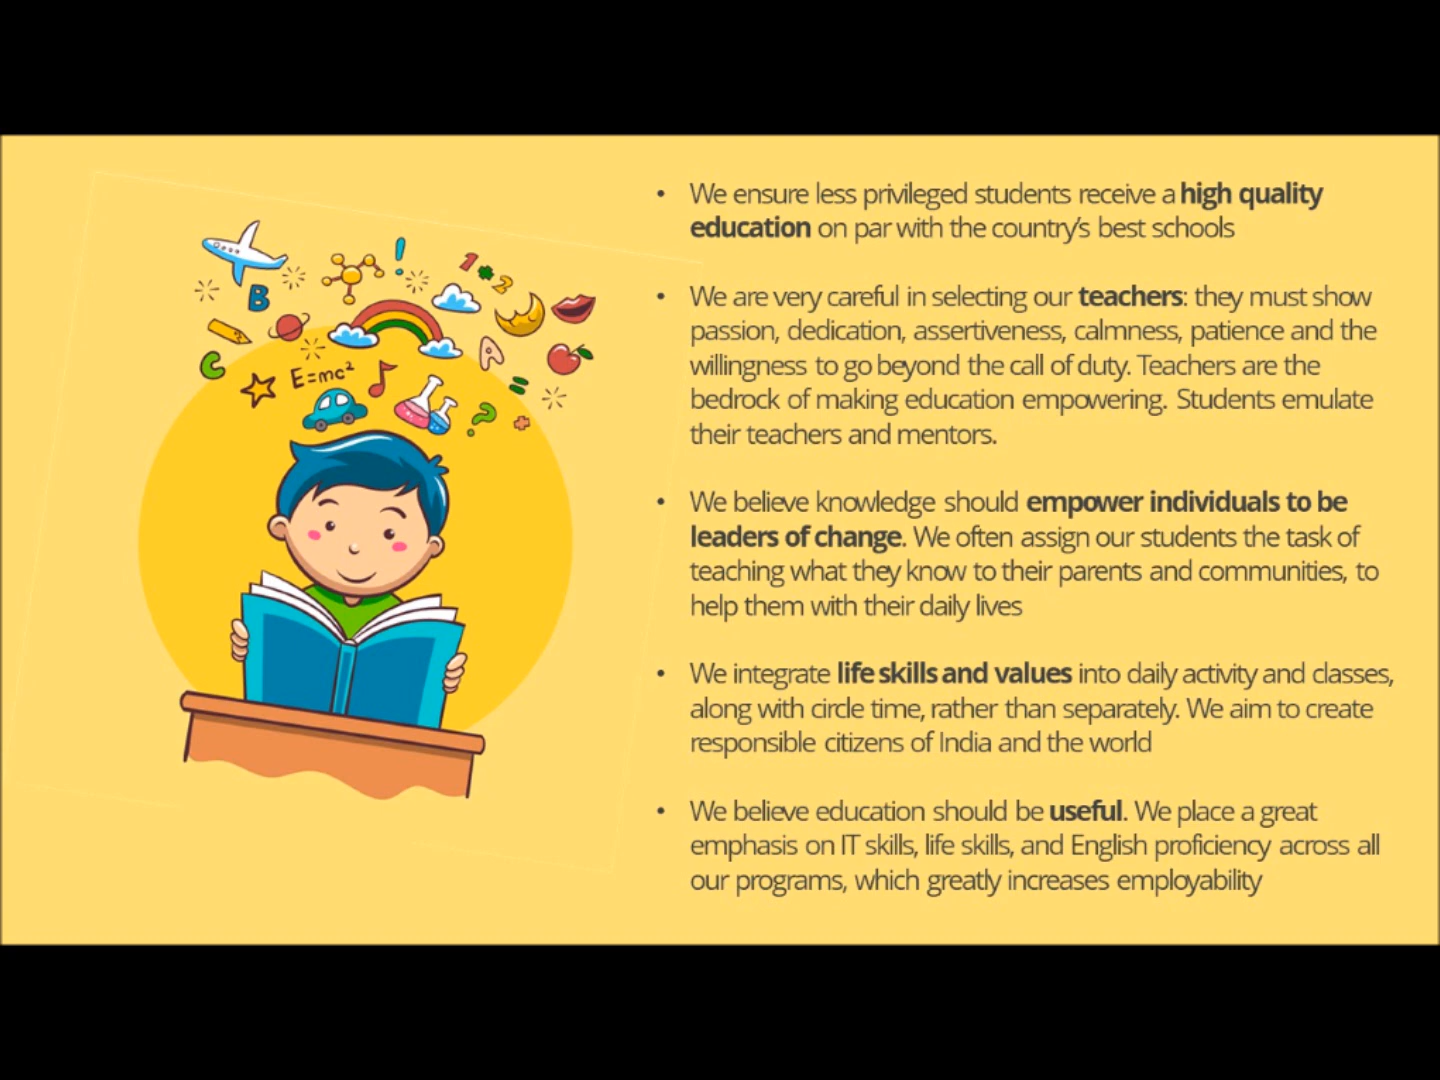 B
1+2
C
A
E=mc²
• We ensure less privileged students receive a high quality
education on par with the country's best schools
• We are very careful in selecting our teachers: they must show
passion, dedication, assertiveness, calmness, patience and the
willingness to go beyond the call of duty. Teachers are the
bedrock of making education empowering. Students emulate
their teachers and mentors.
• We believe knowledge should empower individuals to be
leaders of change. We often assign our students the task of
teaching what they know to their parents and communities, to
help them with their daily lives
• We integrate life skills and values into daily activity and classes,
along with circle time, rather than separately. We aim to create
responsible citizens of India and the world
• We believe education should be useful. We place a great
emphasis on IT skills, life skills, and English proficiency across all
our programs, which greatly increases employability